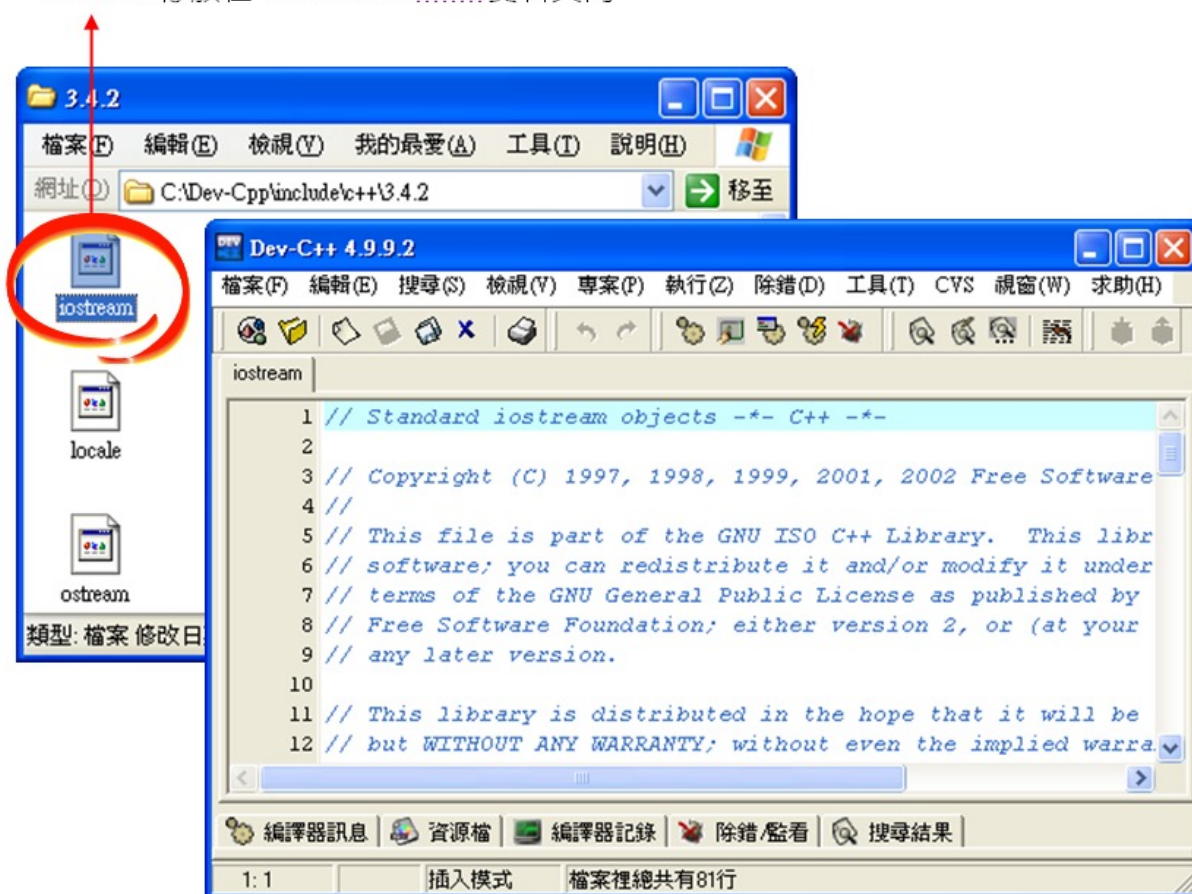 3.4.2
檔案(F) 編輯(E) 檢視(V) 我的最愛(A) 工具(T) 說明(H)
網址(D) C:\Dev-Cpp\include\c++\3.4.2 移至
iostream
locale
ostream
類型: 檔案 修改日
Dev-C++ 4.9.9.2
檔案(F) 編輯(E) 搜尋(S) 檢視(V) 專案(P) 執行(Z) 除錯(D) 工具(T) CVS 視窗(W) 求助(H)
iostream
1 // Standard iostream objects -*- C++ -*-
2
3 // Copyright (C) 1997, 1998, 1999, 2001, 2002 Free Software
4 //
5 // This file is part of the GNU ISO C++ Library.  This libr
6 // software; you can redistribute it and/or modify it under
7 // terms of the GNU General Public License as published by
8 // Free Software Foundation; either version 2, or (at your
9 // any later version.
10
11 // This library is distributed in the hope that it will be
12 // but WITHOUT ANY WARRANTY; without even the implied warra
編譯器訊息 資源檔 編譯器記錄 除錯/監看 搜尋結果
1: 1 插入模式 檔案裡總共有81行